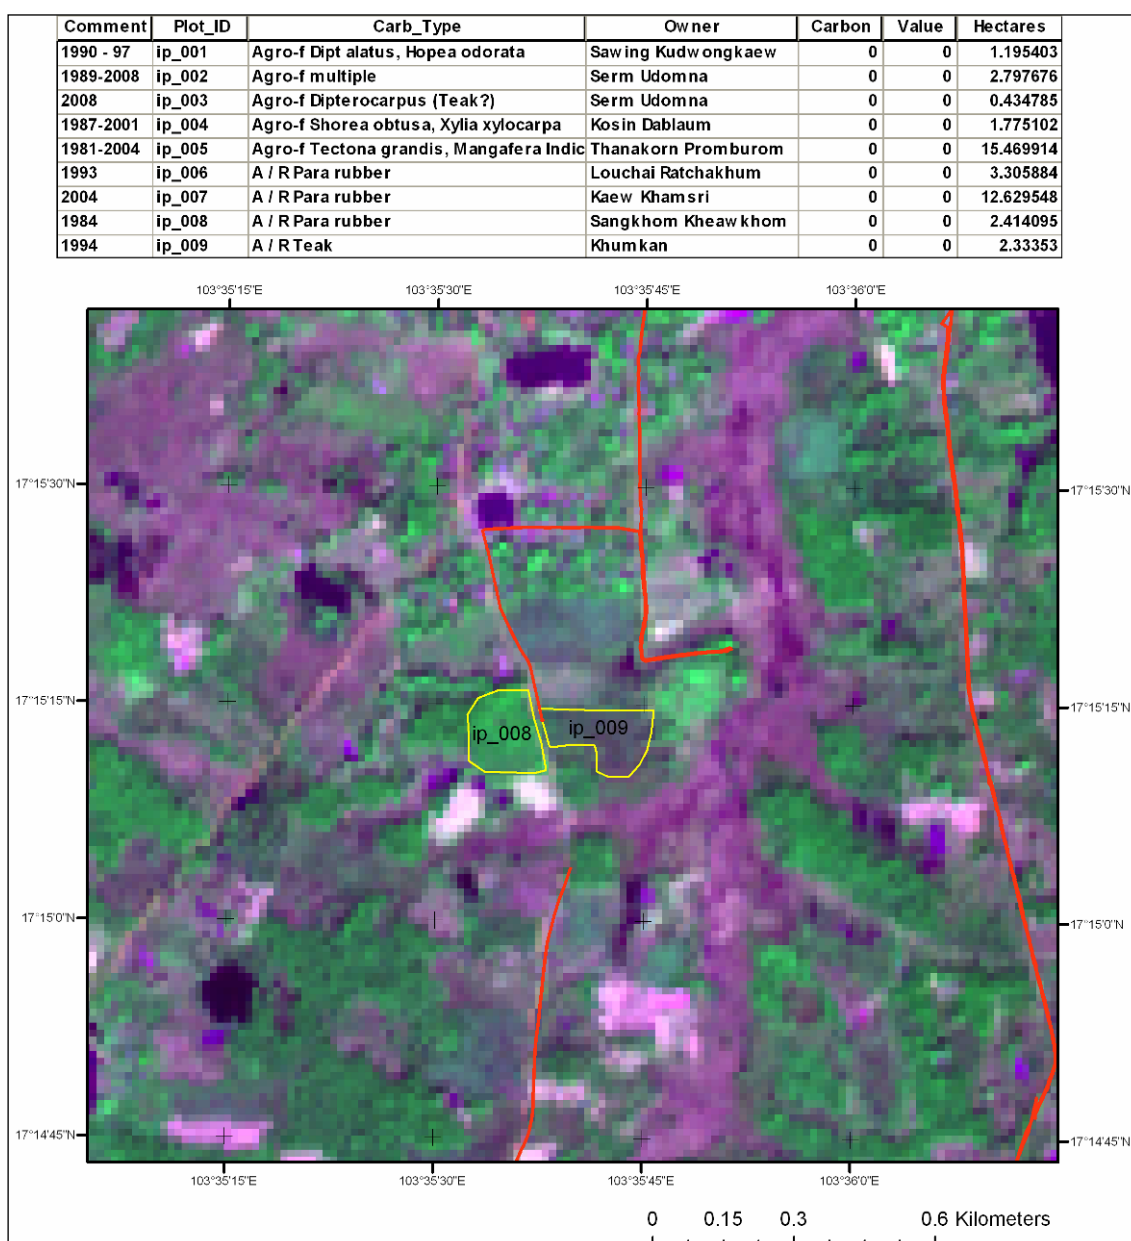 Comment Plot_ID Carb_Type Owner Carbon Value Hectares
1990 - 97 ip_001 Agro-f Dipt alatus, Hopea odorata Sawing Kudwongkaew 0 0 1.195403
1989-2008 ip_002 Agro-f multiple Serm Udomna 0 0 2.797676
2008 ip_003 Agro-f Dipterocarpus (Teak?) Serm Udomna 0 0 0.434785
1987-2001 ip_004 Agro-f Shorea obtusa, Xylia xylocarpa Kosin Dablaum 0 0 1.775102
1981-2004 ip_005 Agro-f Tectona grandis, Mangafera Indic Thanakorn Promburom 0 0 15.469914
1993 ip_006 A / R Para rubber Louchai Ratchakhum 0 0 3.305884
2004 ip_007 A / R Para rubber Kaew Khamsri 0 0 12.629548
1984 ip_008 A / R Para rubber Sangkhom Kheawkhom 0 0 2.414095
1994 ip_009 A / R Teak Khumkan 0 0 2.33353
103°35'15"E 103°35'30"E 103°35'45"E 103°36'0"E
17°15'30"N 17°15'30"N
17°15'15"N 17°15'15"N
ip_008 ip_009
17°15'0"N 17°15'0"N
17°14'45"N 17°14'45"N
103°35'15"E 103°35'30"E 103°35'45"E 103°36'0"E
0 0.15 0.3 0.6 Kilometers